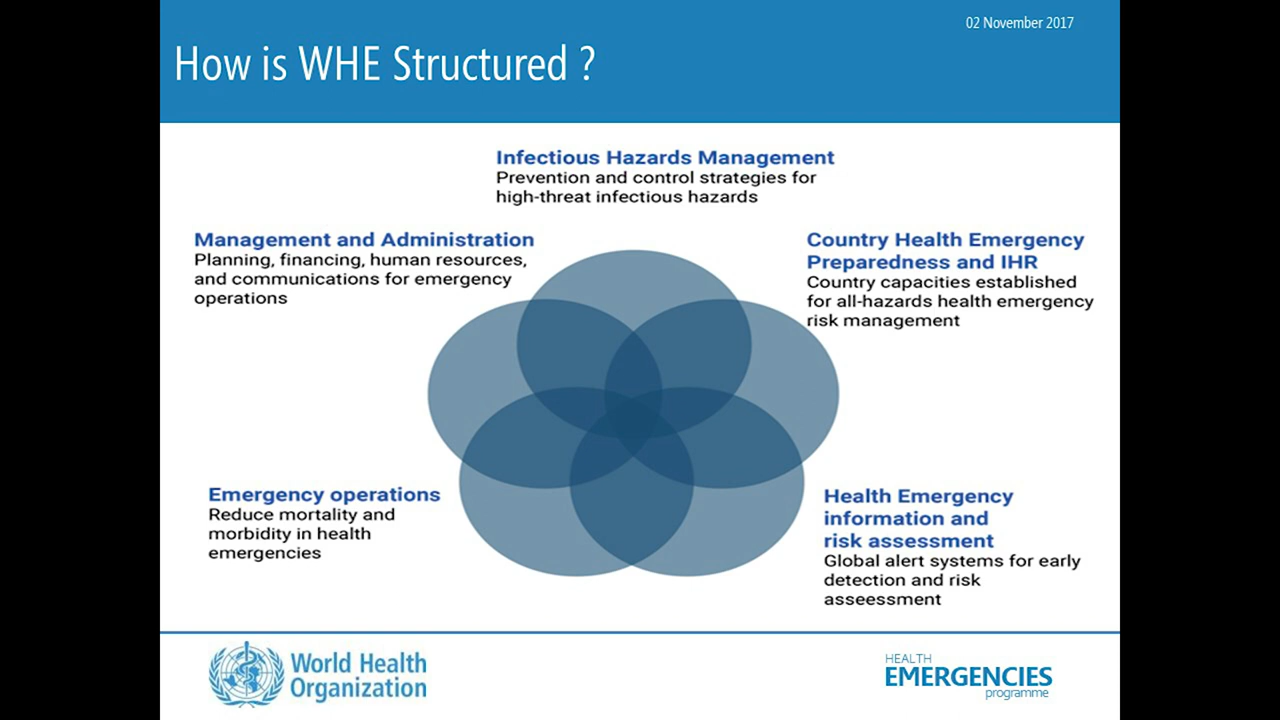 02 November 2017
How is WHE Structured ?
Infectious Hazards Management
Prevention and control strategies for
high-threat infectious hazards
Management and Administration
Planning, financing, human resources,
and communications for emergency
operations
Country Health Emergency
Preparedness and IHR
Country capacities established
for all-hazards health emergency
risk management
Emergency operations
Reduce mortality and
morbidity in health
emergencies
Health Emergency
information and
risk assessment
Global alert systems for early
detection and risk
asseessment
World Health
Organization
HEALTH
EMERGENCIES
programme